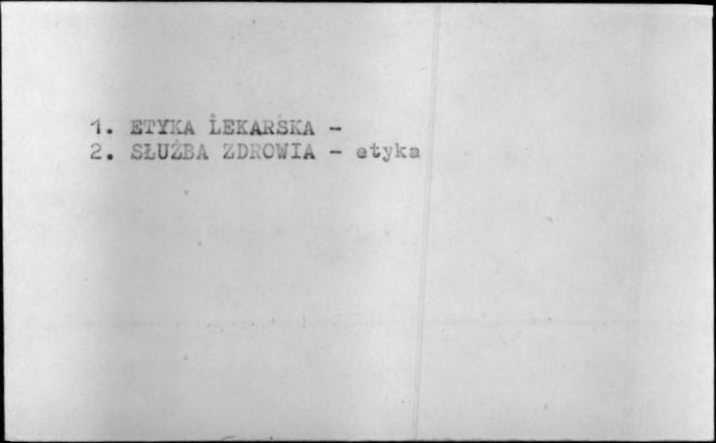 1. ETYKA LEKARSKA -
2. SŁUŻBA ZDROWIA - etyka